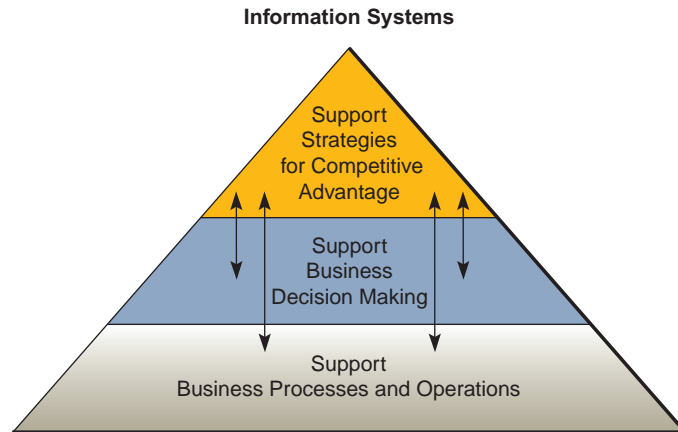 Information Systems
Support
Strategies
for Competitive
Advantage
Support
Business
Decision Making
Support
Business Processes and Operations